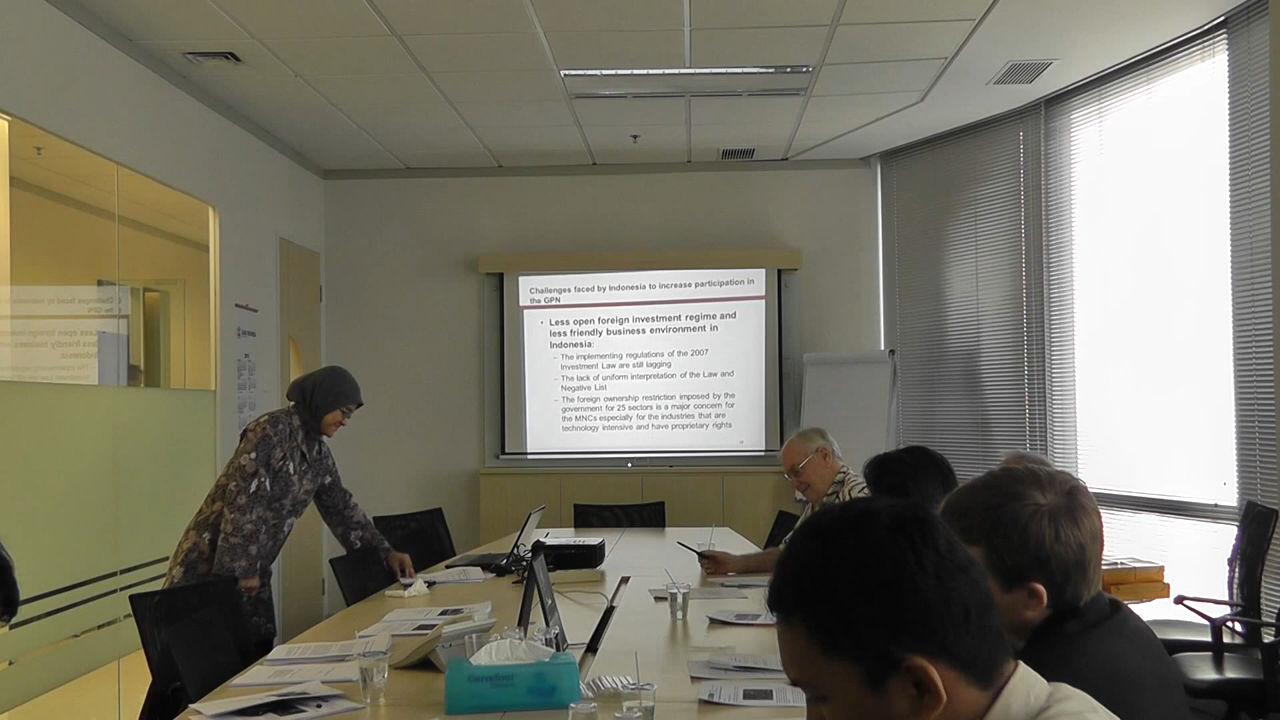 Challenges faced by Indonesia to increase participation in
the GPN
• Less open foreign investment regime and
less friendly business environment in
Indonesia:
– The implementing regulations of the 2007
Investment Law are still lagging
– The lack of uniform interpretation of the Law and
Negative List
– The foreign ownership restriction imposed by the
government for 25 sectors is a major concern for
the MNCs especially for the industries that are
technology intensive and have proprietary rights
Carrefour